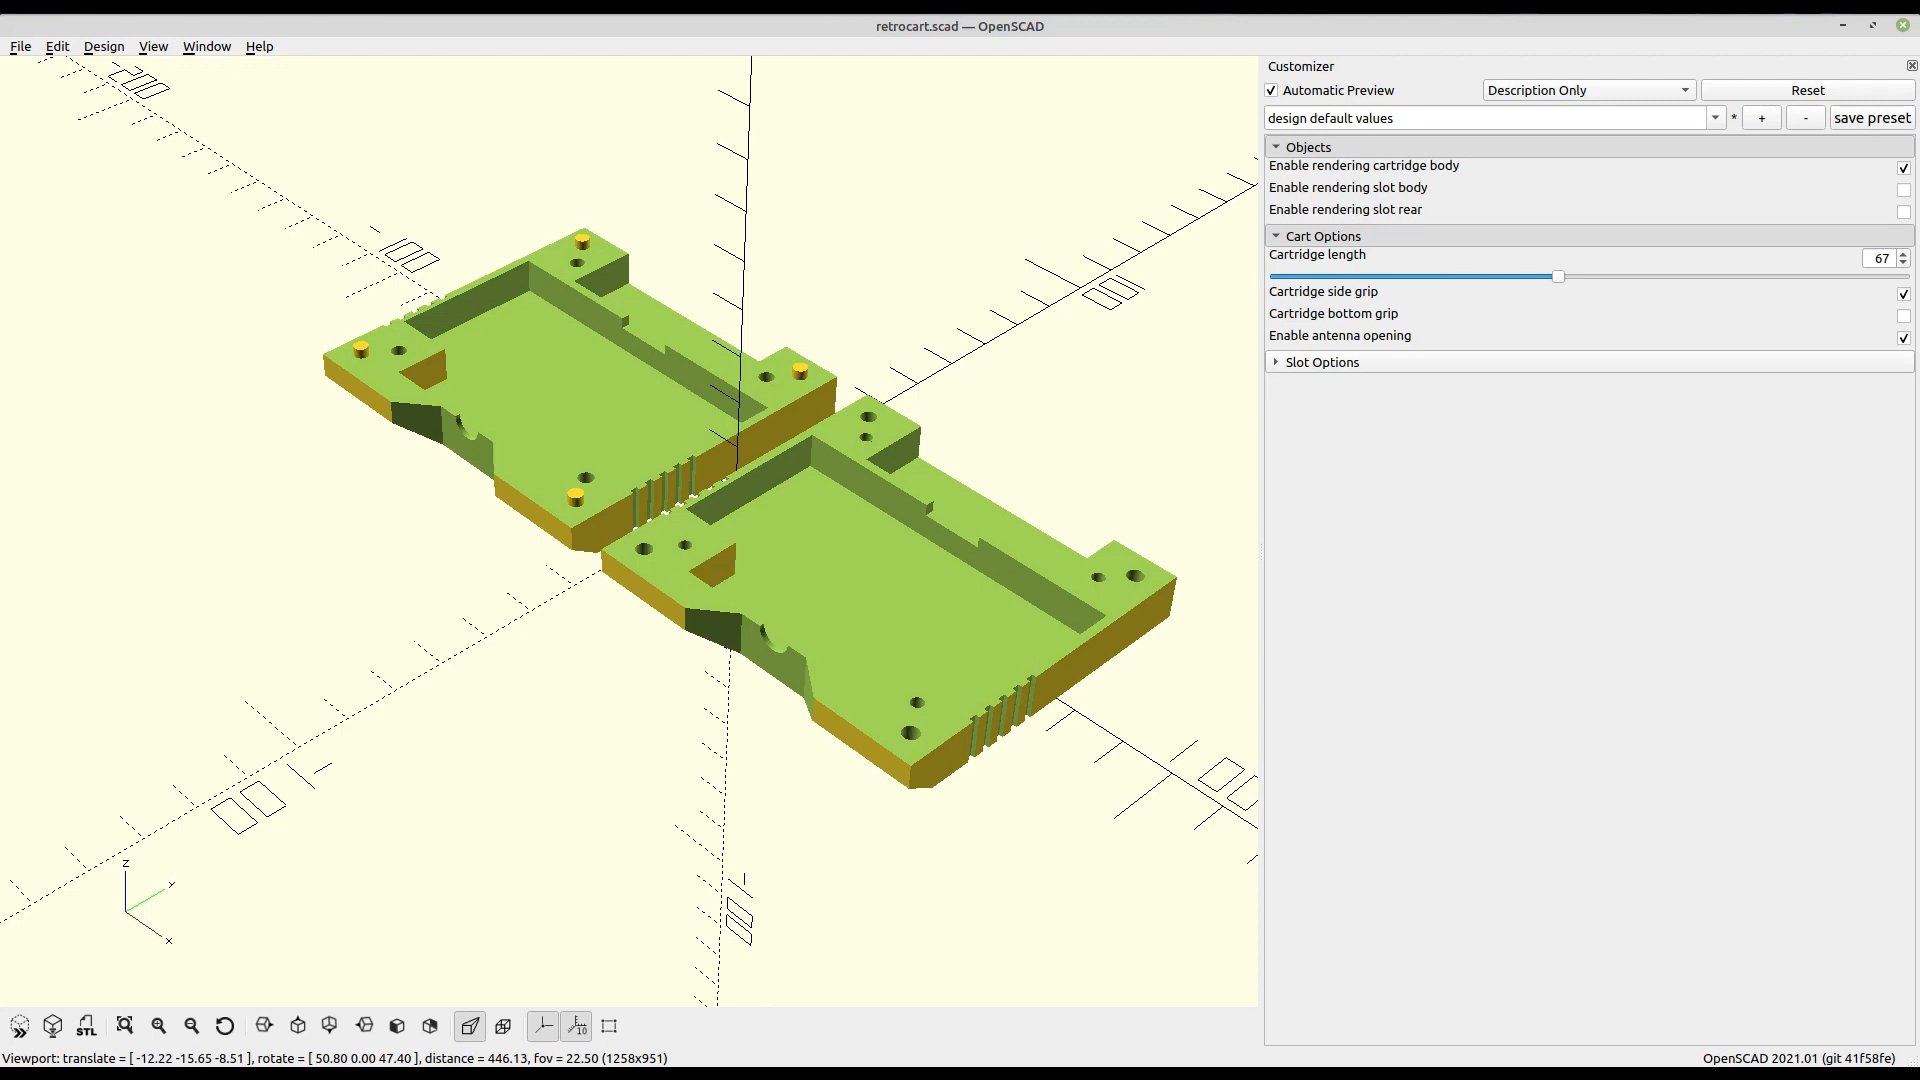 retrocart.scad — OpenSCAD
File Edit Design View Window Help
Customizer
Automatic Preview Description Only Reset
design default values * + - save preset
Objects
Enable rendering cartridge body
Enable rendering slot body
Enable rendering slot rear
Cart Options
Cartridge length
67
Cartridge side grip
Cartridge bottom grip
Enable antenna opening
Slot Options
z
y
x
STL
10
Viewport: translate = [ -12.22 -15.65 -8.51 ], rotate = [ 50.80 0.00 47.40 ], distance = 446.13, fov = 22.50 (1258x951)
OpenSCAD 2021.01 (git 41f58fe)